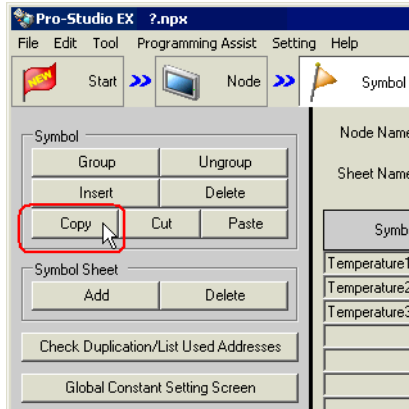 Pro-Studio EX ?.npx
File Edit Tool Programming Assist Setting Help
NEW Start Node Symbol
Symbol
Group Ungroup
Insert Delete
Copy Cut Paste
Symbol Sheet
Add Delete
Check Duplication/List Used Addresses
Global Constant Setting Screen
Node Name
Sheet Name
Symb
Temperature1
Temperature2
Temperature3